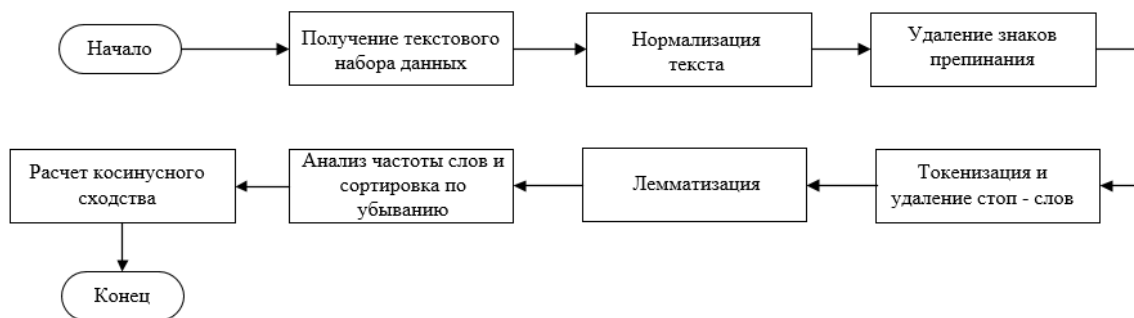 Начало
Получение текстового
набора данных
Нормализация
текста
Удаление знаков
препинания
Токенизация и
удаление стоп - слов
Лемматизация
Анализ частоты слов и
сортировка по
убыванию
Расчет косинусного
сходства
Конец